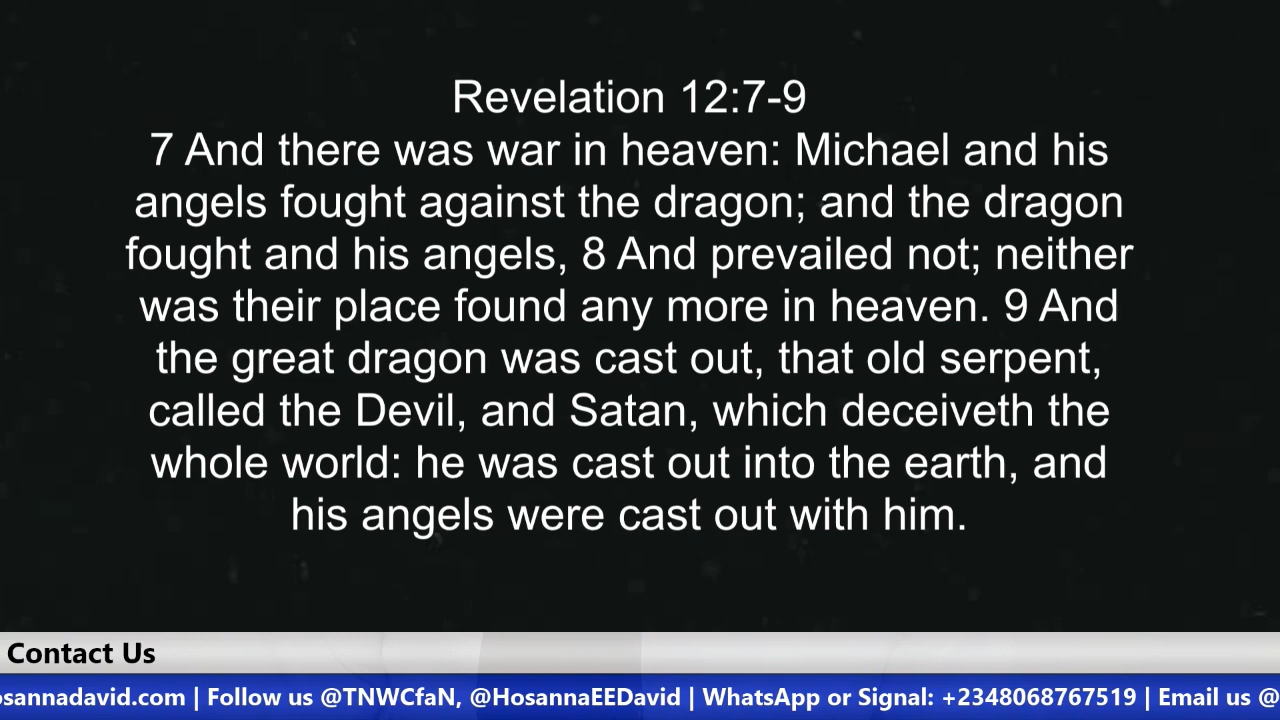 Revelation 12:7-9
7 And there was war in heaven: Michael and his
angels fought against the dragon; and the dragon
fought and his angels, 8 And prevailed not; neither
was their place found any more in heaven. 9 And
the great dragon was cast out, that old serpent,
called the Devil, and Satan, which deceiveth the
whole world: he was cast out into the earth, and
his angels were cast out with him.
Contact Us
osannadavid.com | Follow us @TNWCfaN, @HosannaEEDavid | WhatsApp or Signal: +2348068767519 | Email us @